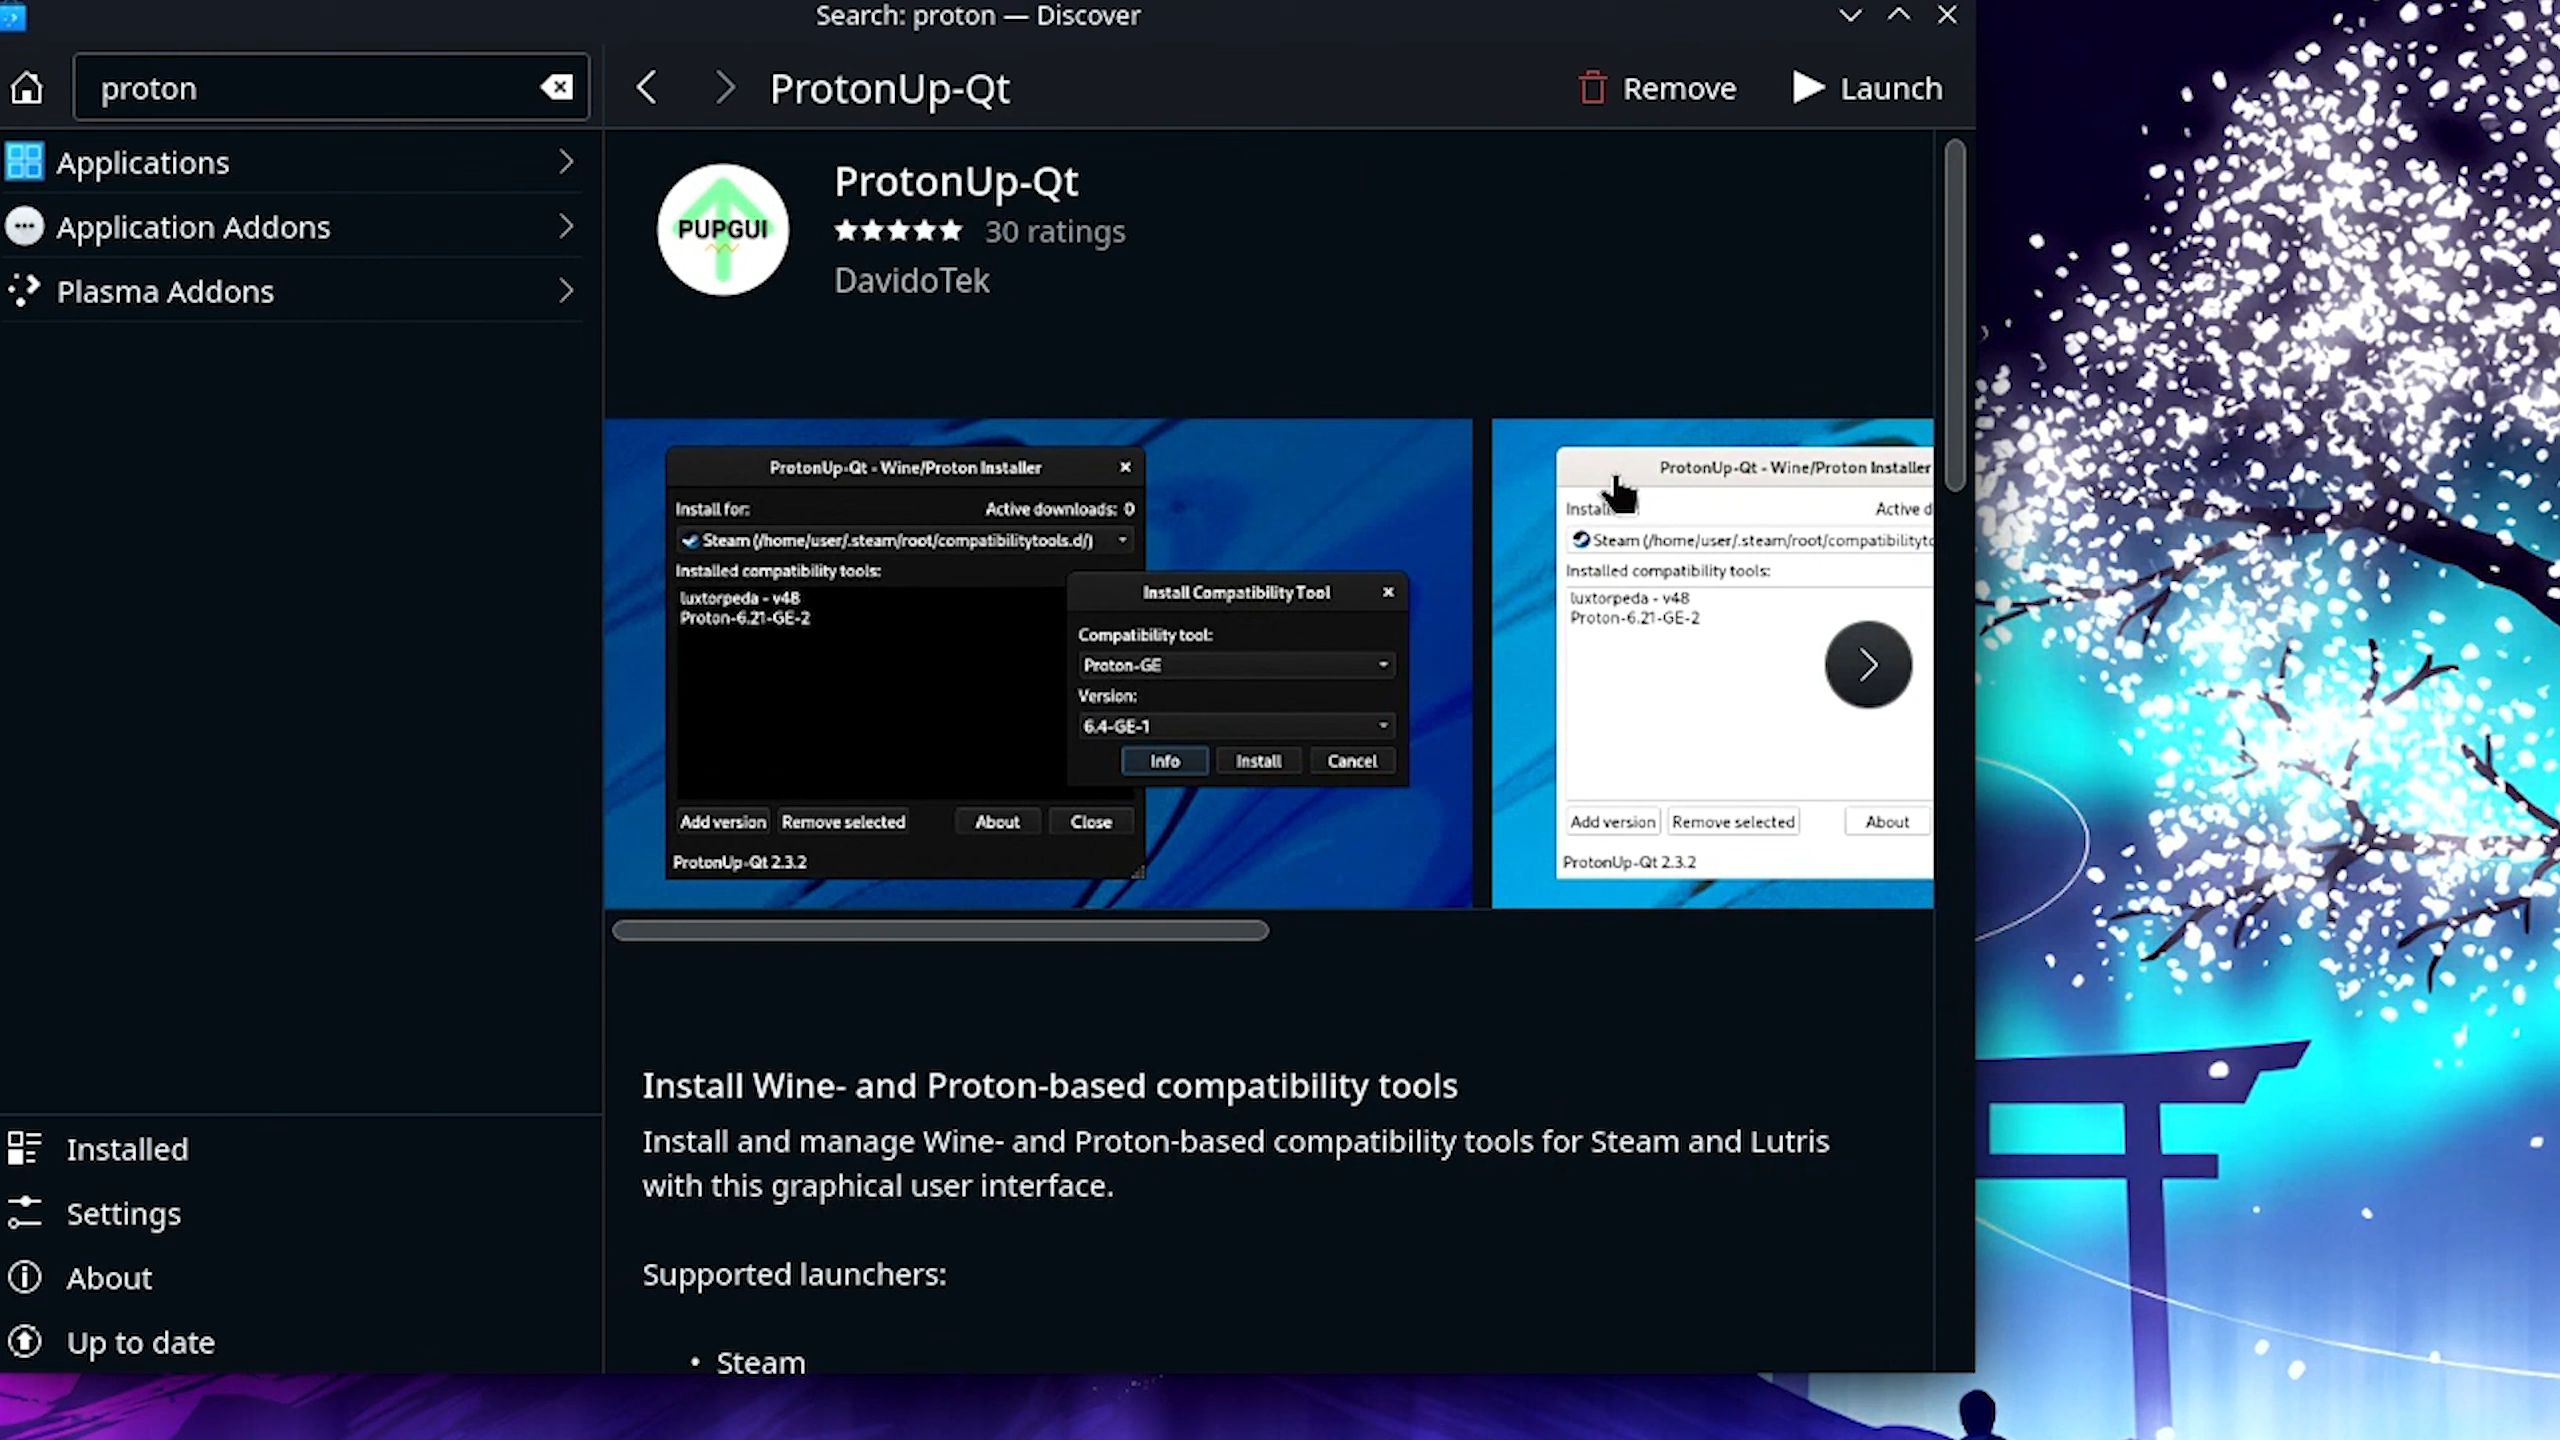 Search: proton — Discover
proton
ProtonUp-Qt
Remove
Launch
Applications
Application Addons
Plasma Addons
PUPGUI
ProtonUp-Qt
30 ratings
DavidoTek
ProtonUp-Qt - Wine/Proton Installer
Install for:
Active downloads: 0
Steam (/home/user/.steam/root/compatibilitytools.d/)
Installed compatibility tools:
luxtorpeda - v48
Proton-6.21-GE-2
Install Compatibility Tool
Compatibility tool:
Proton-GE
Version:
6.4-GE-1
Info
Install
Cancel
Add version
Remove selected
About
Close
ProtonUp-Qt 2.3.2
ProtonUp-Qt - Wine/Proton Installer
Steam (/home/user/.steam/root/compatibilityto
Installed compatibility tools:
luxtorpeda - v48
Proton-6.21-GE-2
Add version
Remove selected
About
ProtonUp-Qt 2.3.2
Install Wine- and Proton-based compatibility tools
Install and manage Wine- and Proton-based compatibility tools for Steam and Lutris
with this graphical user interface.
Supported launchers:
• Steam
Installed
Settings
About
Up to date